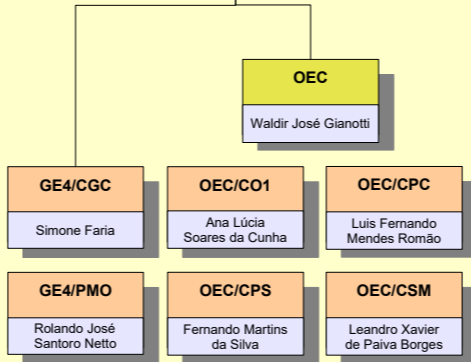 OEC
Waldir José Gianotti
GE4/CGC
Simone Faria
OEC/CO1
Ana Lúcia
Soares da Cunha
OEC/CPC
Luis Fernando
Mendes Romão
GE4/PMO
Rolando José
Santoro Netto
OEC/CPS
Fernando Martins
da Silva
OEC/CSM
Leandro Xavier
de Paiva Borges